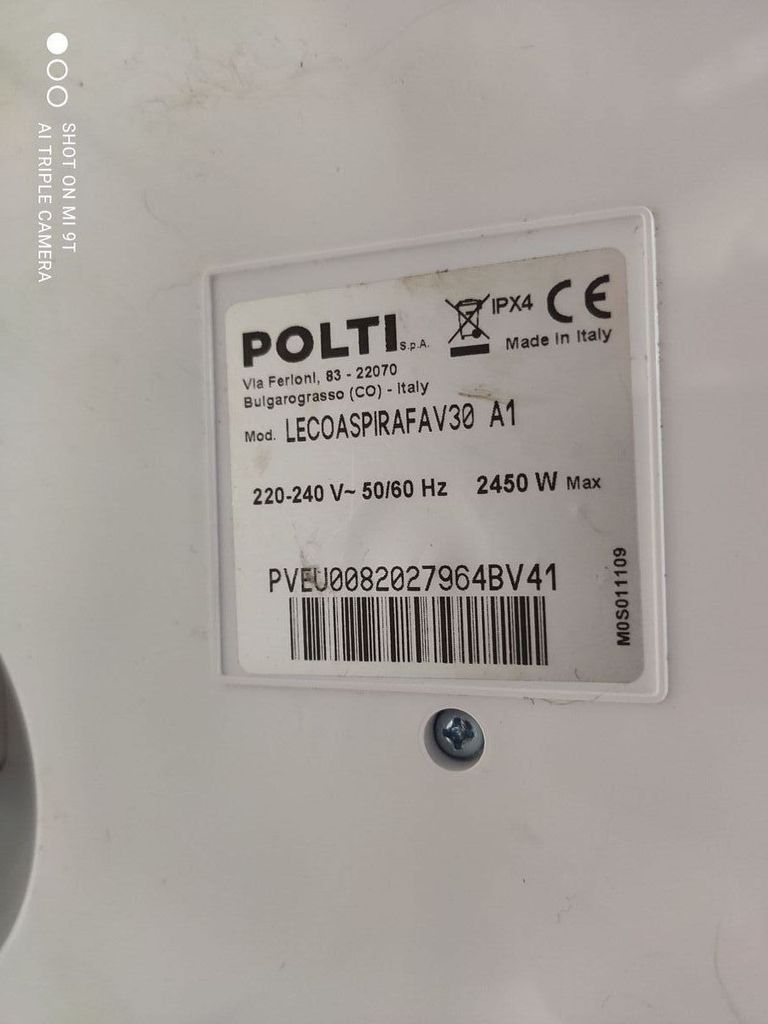 SHOT ON MI 9T
AI TRIPLE CAMERA
POLTI S.p.A.
IPX4 CE
Made in Italy
Via Ferloni, 83 - 22070
Bulgarograsso (CO) - Italy
Mod. LECOASPIRAFAV30 A1
220-240 V~ 50/60 Hz 2450 W Max
PVEU0082027964BV41
M0S011109